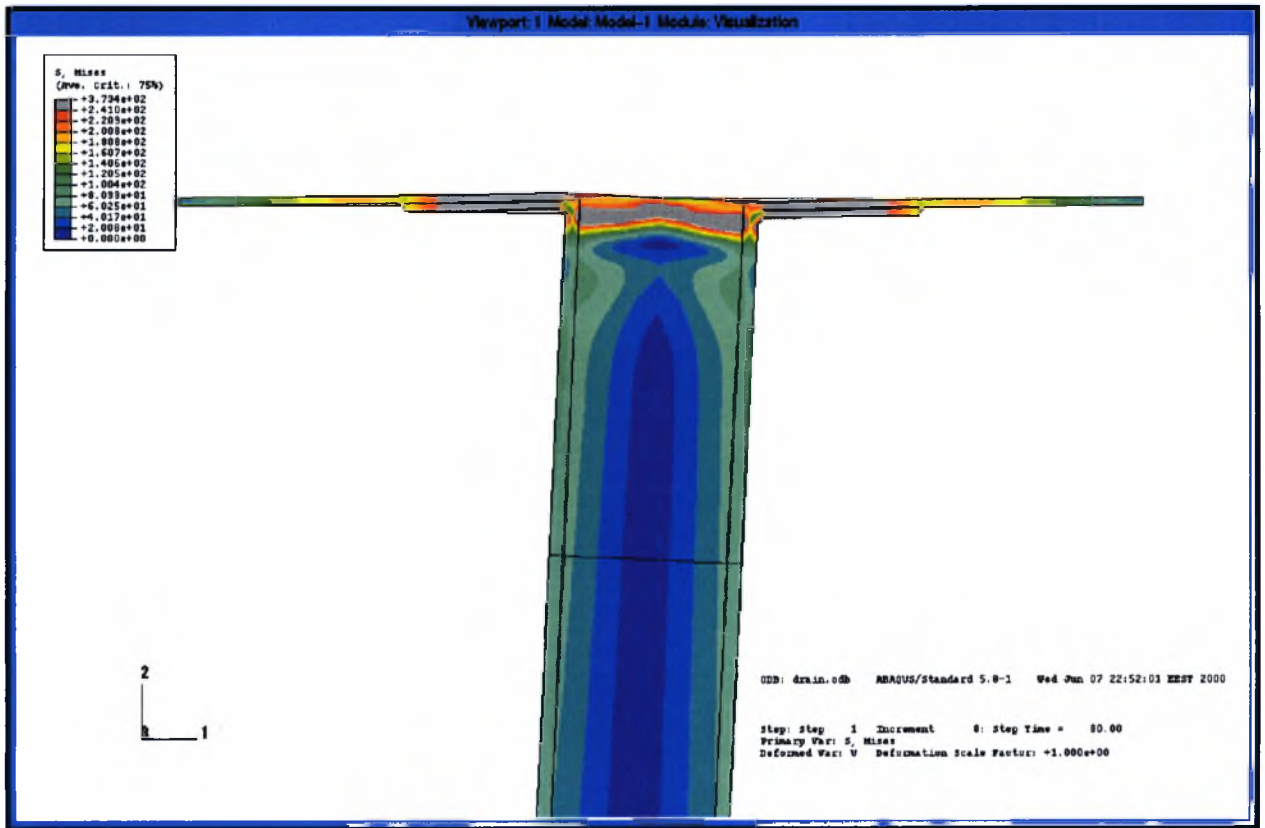 Viewport: 1 Model: Model-1 Module: Visualization
S, Mises
(Ave. Crit.: 75%)
+3.734e+02
+2.410e+02
+2.209e+02
+2.008e+02
+1.808e+02
+1.607e+02
+1.406e+02
+1.205e+02
+1.004e+02
+8.033e+01
+6.025e+01
+4.017e+01
+2.008e+01
+0.000e+00
2
3 1
ODB: drain.odb ABAQUS/Standard 5.8-1 Wed Jun 07 22:52:01 EEST 2000
Step: Step 1 Increment 8: Step Time = 80.00
Primary Var: S, Mises
Deformed Var: U Deformation Scale Factor: +1.000e+00